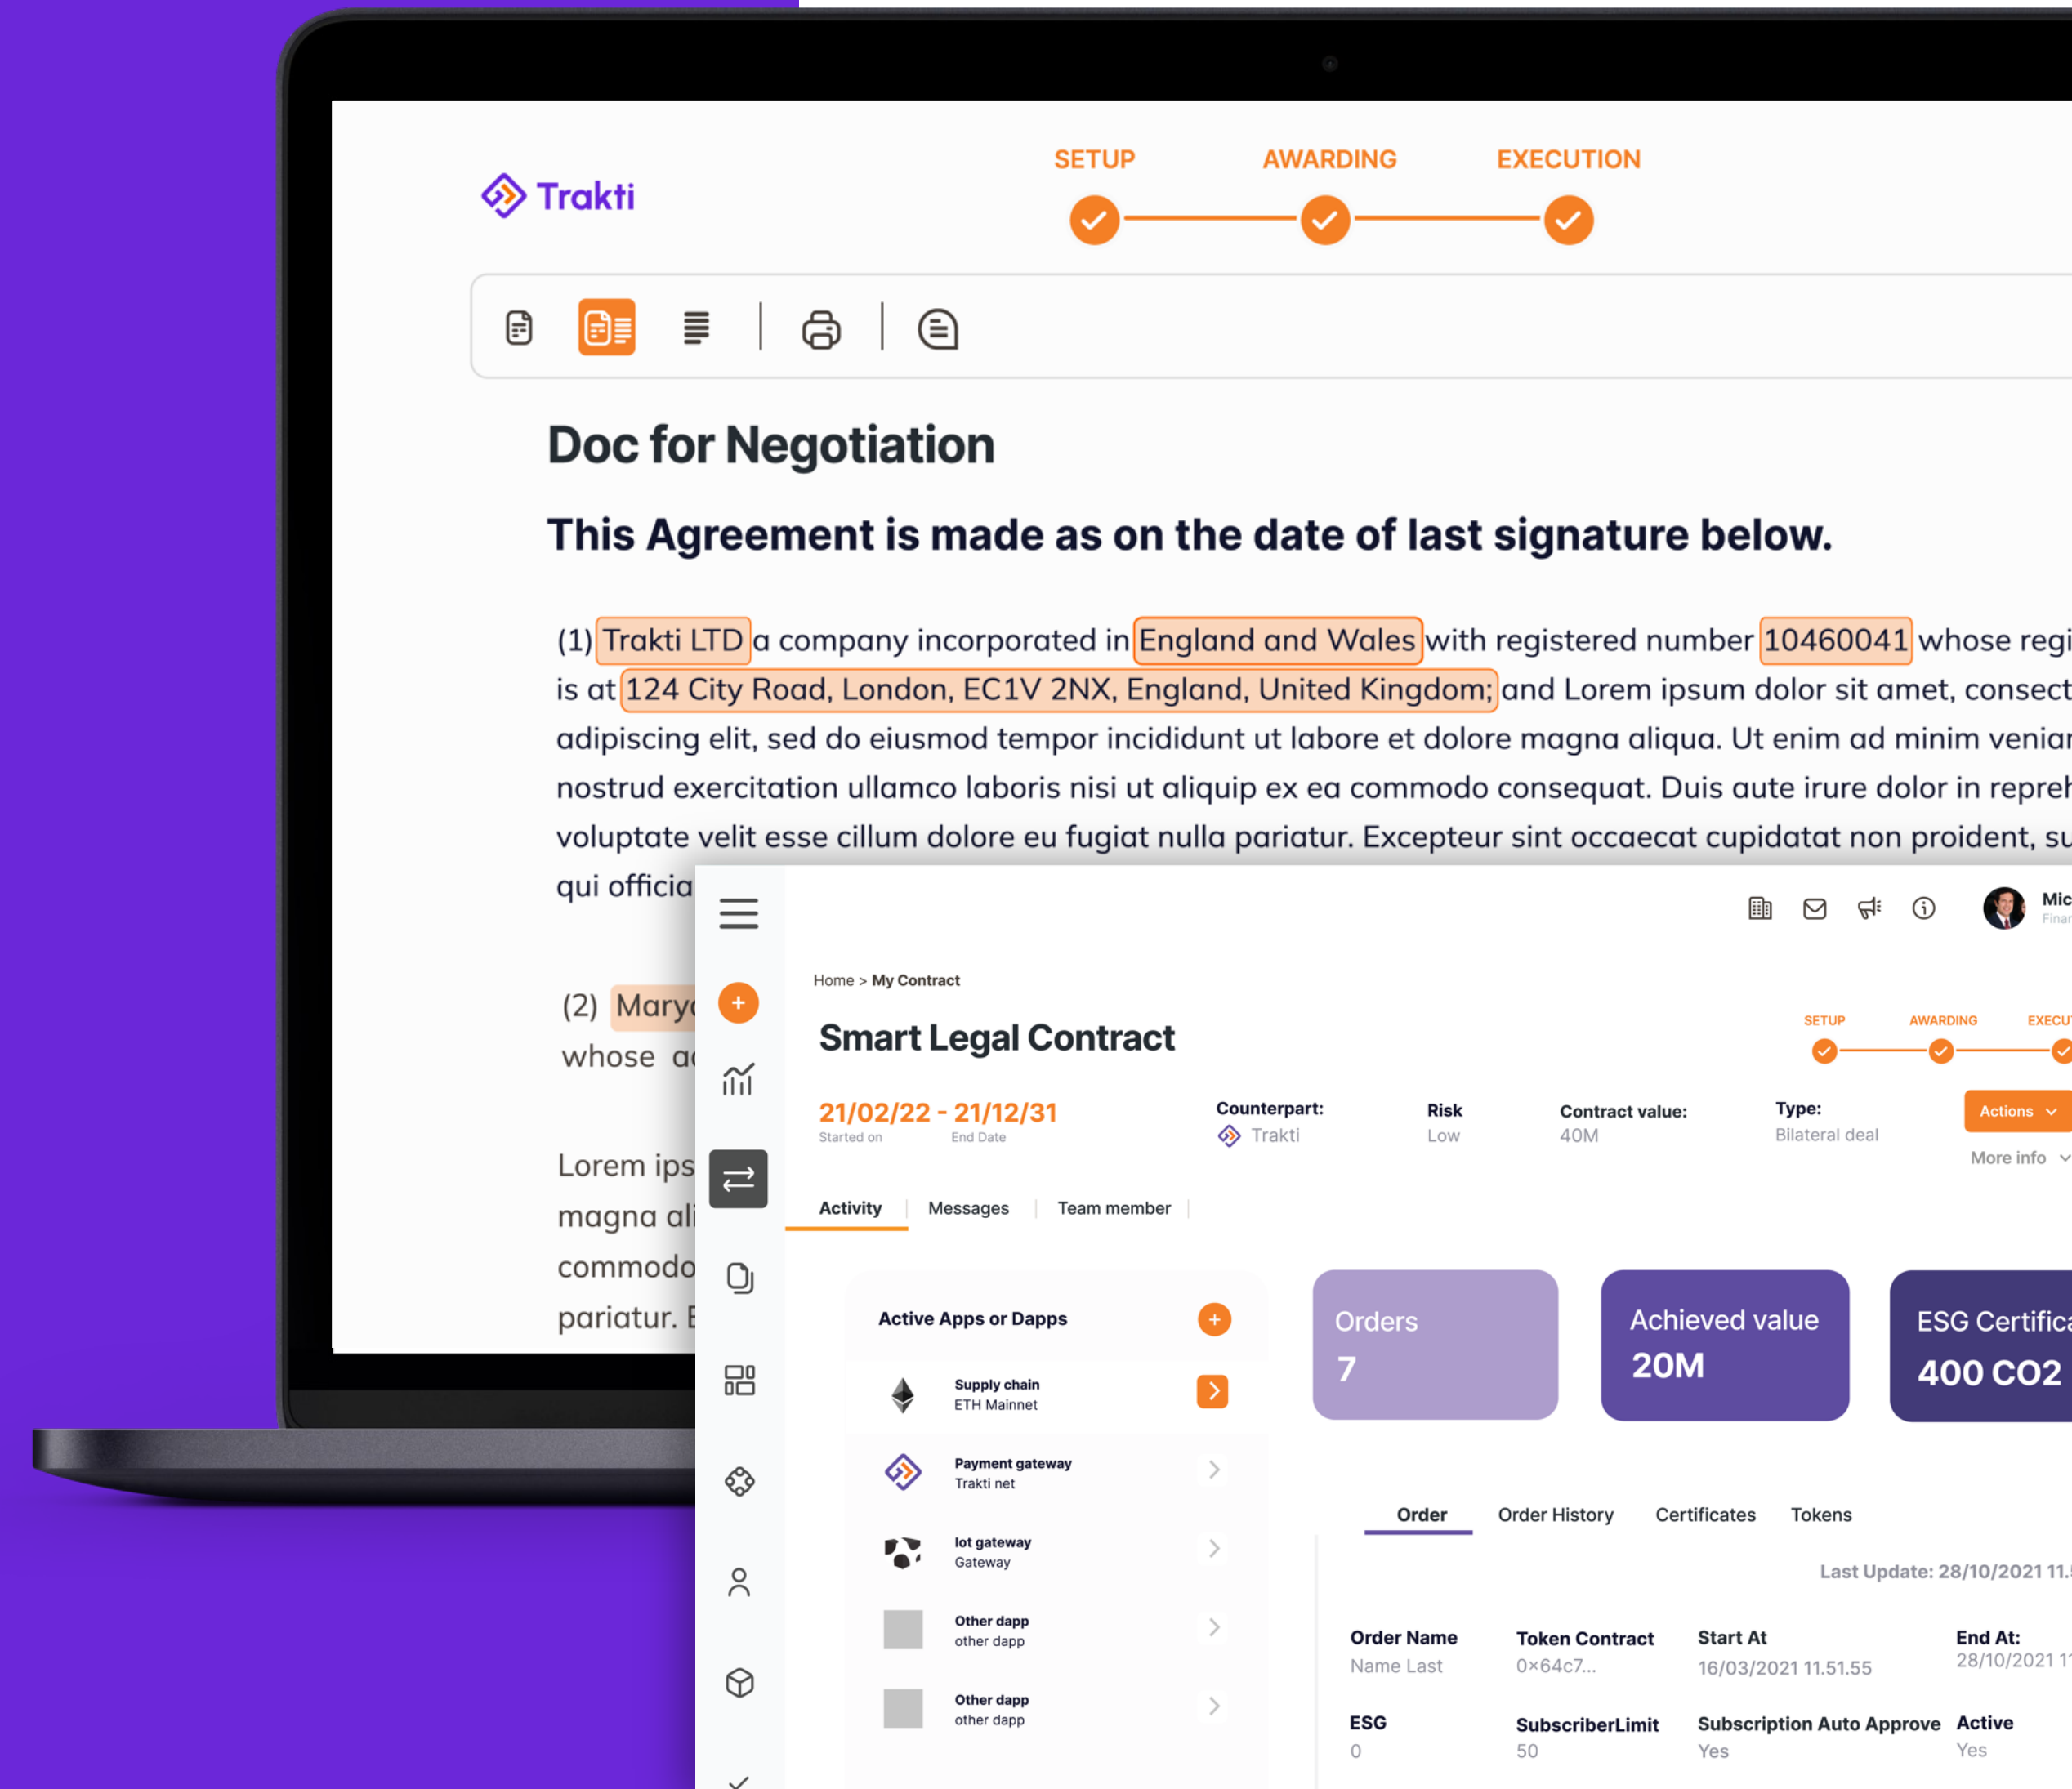 SETUP AWARDING EXECUTION
Trakti
Doc for Negotiation
This Agreement is made as on the date of last signature below.
(1) Trakti LTD a company incorporated in England and Wales with registered number 10460041 whose
is at 124 City Road, London, EC1V 2NX, England, United Kingdom; and Lorem ipsum dolor sit amet,
adipiscing elit, sed do eiusmod tempor incididunt ut labore et dolore magna aliqua. Ut enim ad minim
nostrud exercitation ullamco laboris nisi ut aliquip ex ea commodo consequat. Duis aute irure dolor in
voluptate velit esse cillum dolore eu fugiat nulla pariatur. Excepteur sint occaecat cupidatat non proident,
qui officia
(2)
whose
Lorem
magna
commodo
pariatur.
Home > My Contract
Smart Legal Contract
SETUP AWARDING
21/02/22 - 21/12/31
Started on End Date
Counterpart:
Trakti
Risk
Low
Contract value:
40M
Type:
Bilateral deal
Actions
More info
Activity Messages Team member
Active Apps or Dapps
Supply chain
ETH Mainnet
Payment gateway
Trakti net
Iot gateway
Gateway
Other dapp
other dapp
Other dapp
other dapp
Orders
7
Achieved value
20M
ESG
400 CO2
Order Order History Certificates Tokens
Last Update: 28/10/2021
Order Name Token Contract Start At End At:
Name Last 0x64c7... 16/03/2021 11.51.55 28/10/2021
ESG SubscriberLimit Subscription Auto Approve Active
0 50 Yes Yes